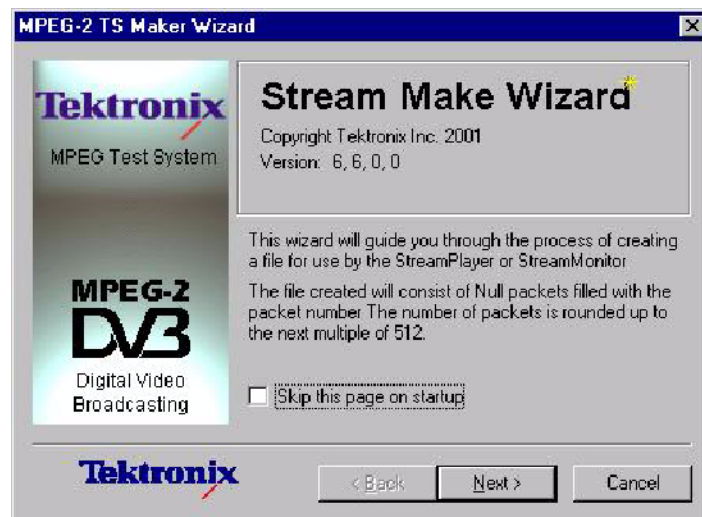 MPEG-2 TS Maker Wizard
Tektronix
MPEG Test System
MPEG-2
DVB
Digital Video
Broadcasting
Stream Make Wizard
Copyright Tektronix Inc. 2001
Version: 6, 6, 0, 0
This wizard will guide you through the process of creating
a file for use by the StreamPlayer or StreamMonitor
The file created will consist of Null packets filled with the
packet number The number of packets is rounded up to
the next multiple of 512.
Skip this page on startup
Tektronix
< Back
Next >
Cancel